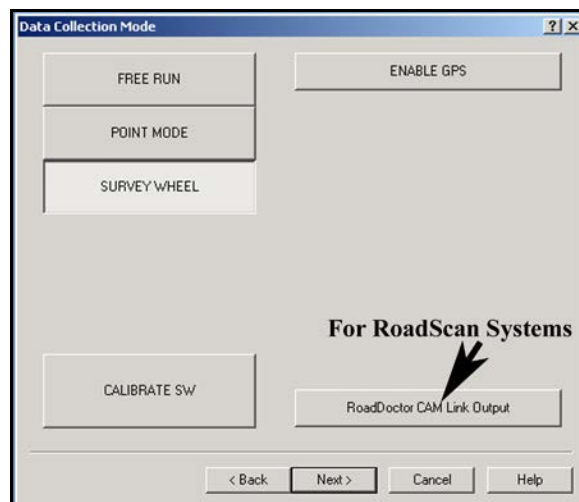 Data Collection Mode
FREE RUN
ENABLE GPS
POINT MODE
SURVEY WHEEL
For RoadScan Systems
CALIBRATE SW
RoadDoctor CAM Link Output
< Back
Next >
Cancel
Help